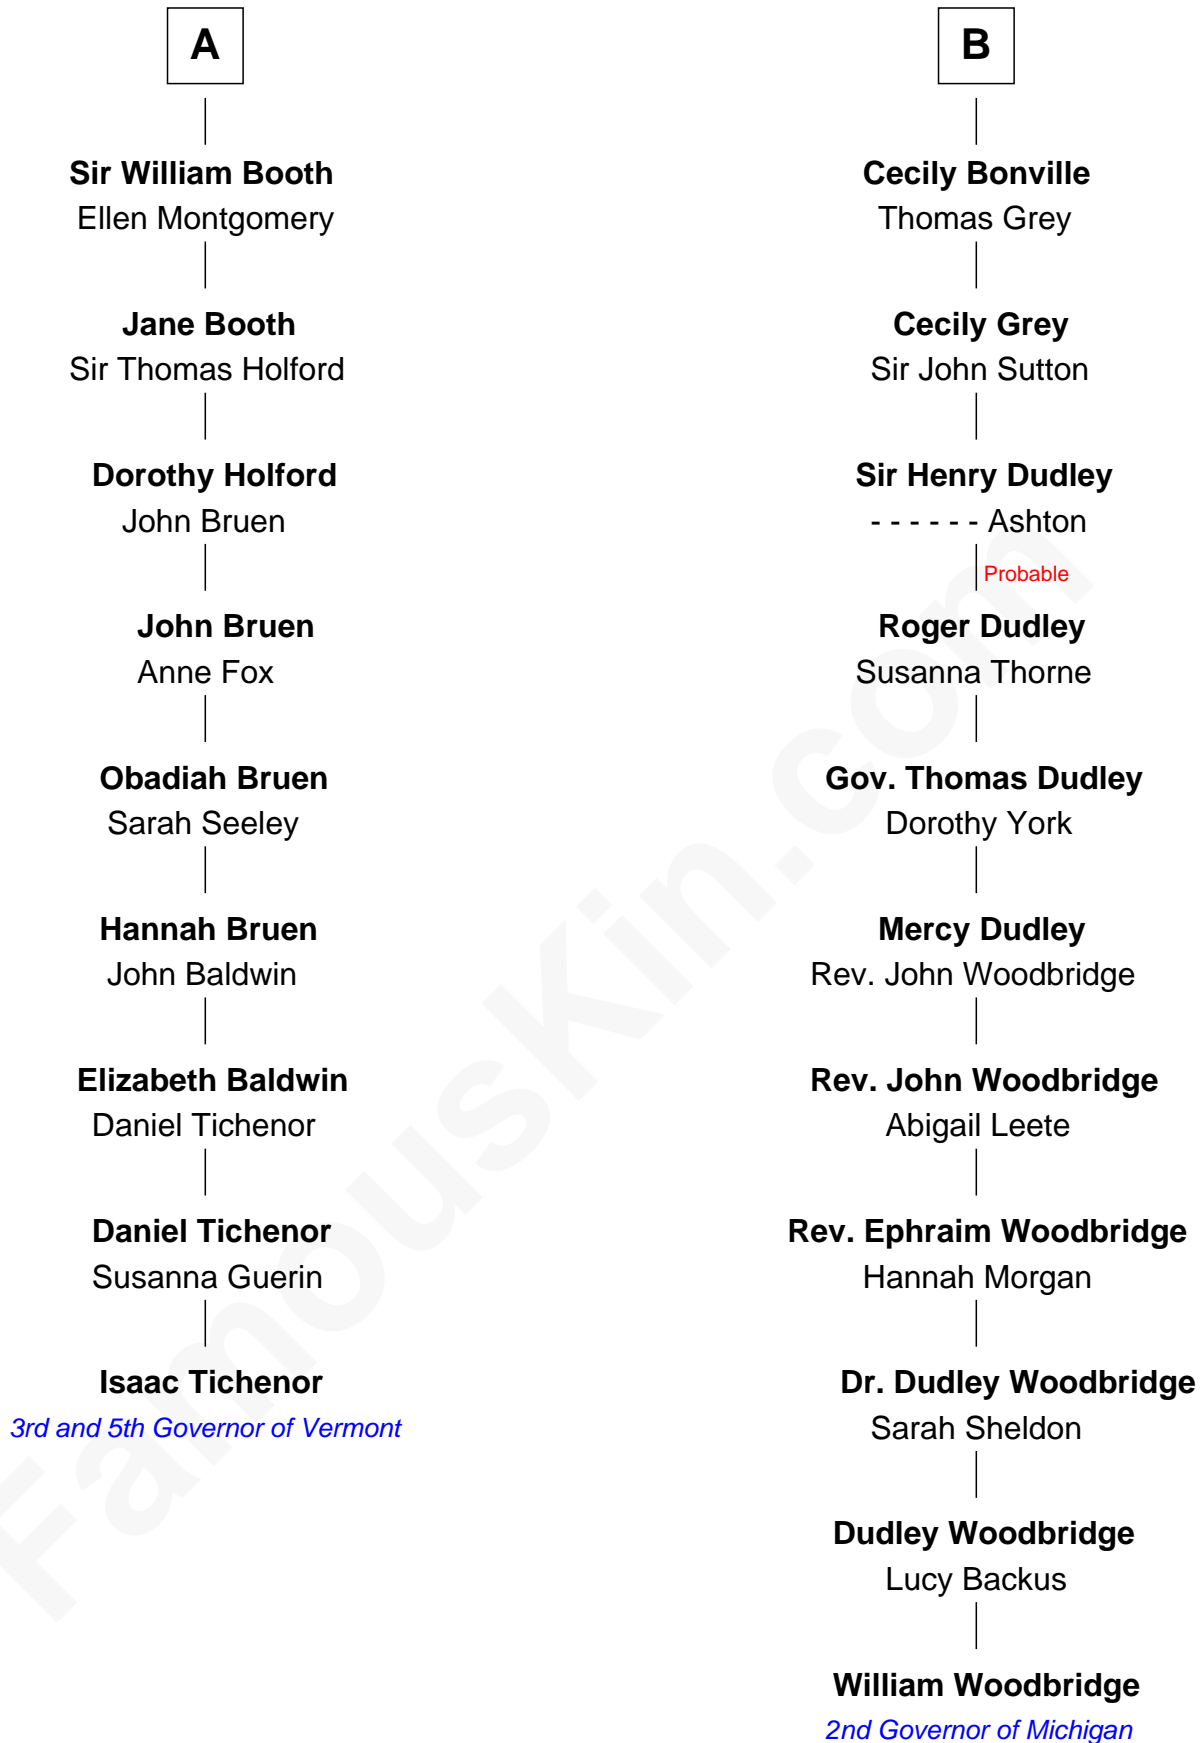 A
Sir William Booth
Ellen Montgomery
Jane Booth
Sir Thomas Holford
Dorothy Holford
John Bruen
John Bruen
Anne Fox
Obadiah Bruen
Sarah Seeley
Hannah Bruen
John Baldwin
Elizabeth Baldwin
Daniel Tichenor
Daniel Tichenor
Susanna Guerin
Isaac Tichenor
3rd and 5th Governor of Vermont
B
Cecily Bonville
Thomas Grey
Cecily Grey
Sir John Sutton
Sir Henry Dudley
- - - - - - Ashton
Probable
Roger Dudley
Susanna Thorne
Gov. Thomas Dudley
Dorothy York
Mercy Dudley
Rev. John Woodbridge
Rev. John Woodbridge
Abigail Leete
Rev. Ephraim Woodbridge
Hannah Morgan
Dr. Dudley Woodbridge
Sarah Sheldon
Dudley Woodbridge
Lucy Backus
William Woodbridge
2nd Governor of Michigan
FamousKin.com